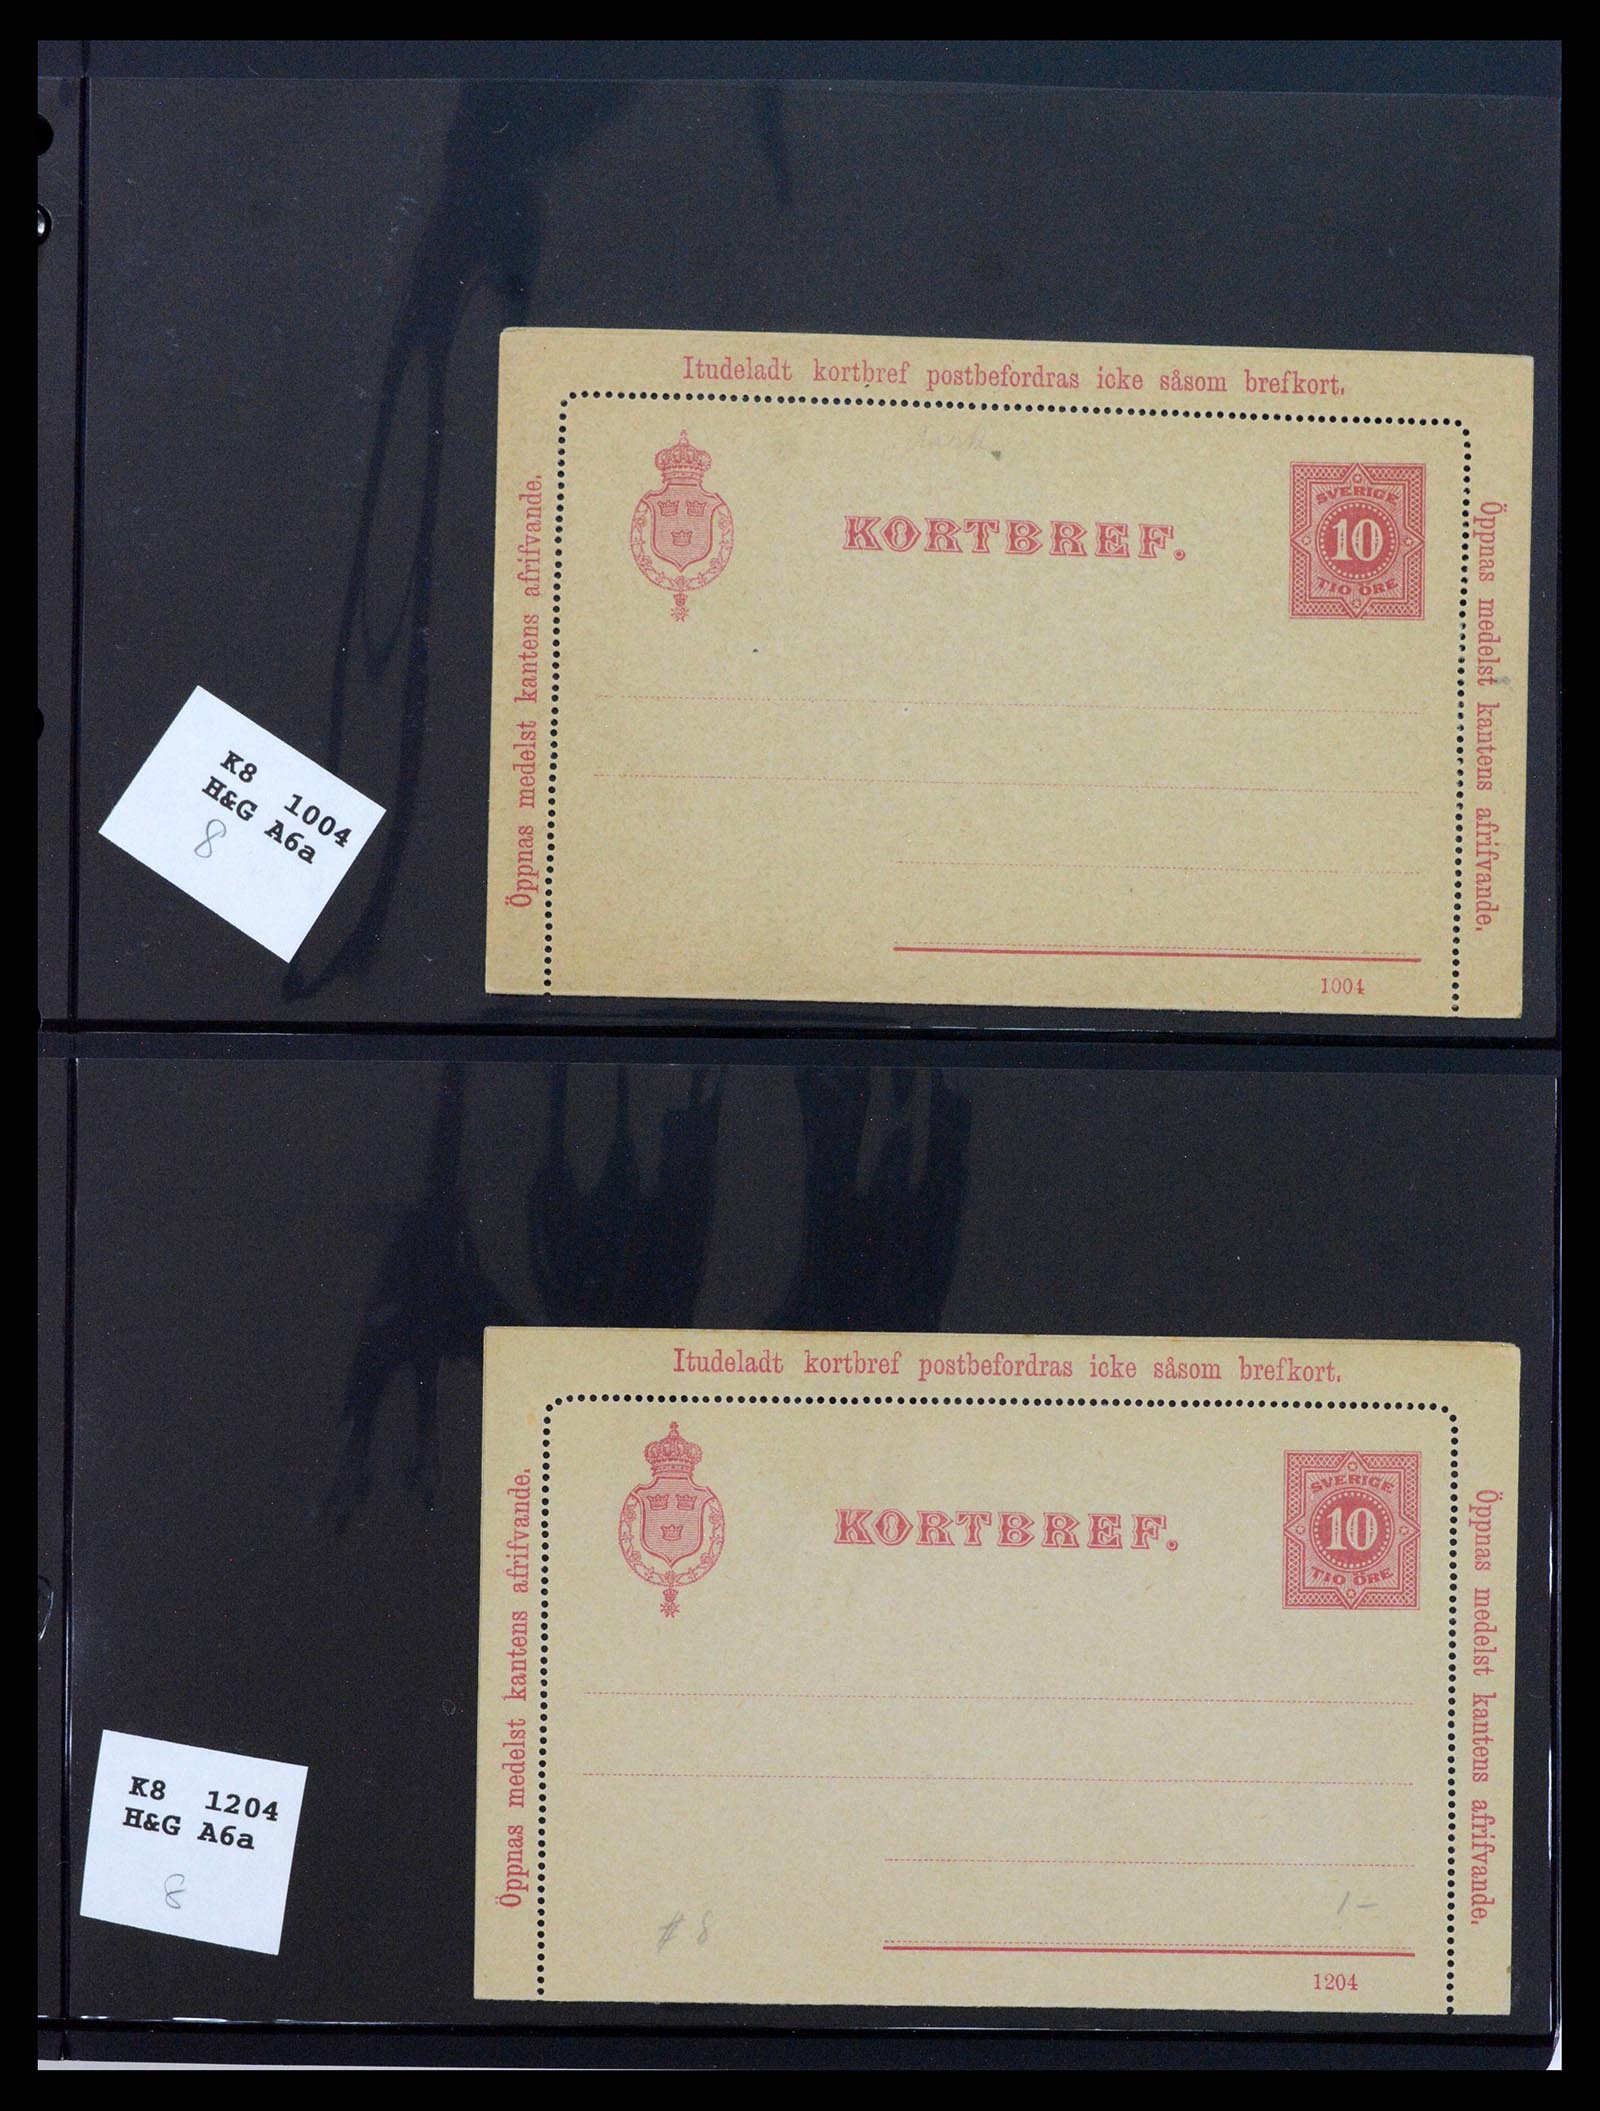 Itudeladt kortbref postbefordras icke såsom brefkort.
Öppnas medelst kantens afrifvande.
KORTBREF.
SVERIGE
10
TIO ÖRE
Öppnas medelst kantens afrifvande.
1004
K8 1004
H&G A6a
8
Itudeladt kortbref postbefordras icke såsom brefkort.
Öppnas medelst kantens afrifvande.
KORTBREF.
SVERIGE
10
TIO ÖRE
Öppnas medelst kantens afrifvande.
# 8
1-
1204
K8 1204
H&G A6a
8